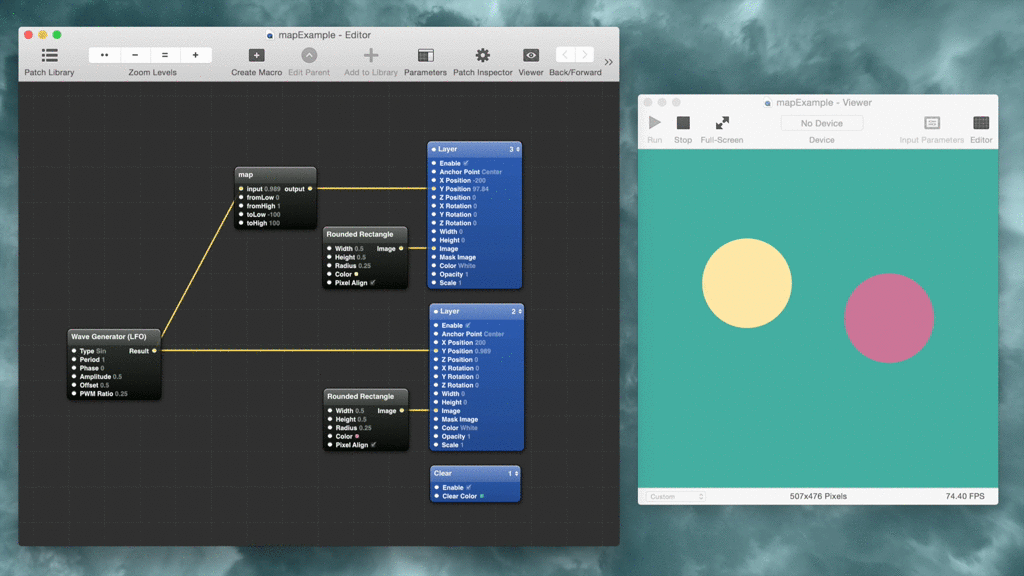 mapExample - Editor
Patch Library
Zoom Levels
Create Macro
Edit Parent
Add to Library
Parameters
Patch Inspector
Viewer
Back/Forward
map
input 0.989 output
fromLow 0
fromHigh 1
toLow -100
toHigh 100
Layer 3
Enable
Anchor Point Center
X Position -200
Y Position 97.84
Z Position 0
X Rotation 0
Y Rotation 0
Z Rotation 0
Width 0
Height 0
Image
Mask Image
Color White
Opacity 1
Scale 1
Rounded Rectangle
Width 0.5 Image
Height 0.5
Radius 0.25
Color
Pixel Align
Wave Generator (LFO)
Type Sin Result
Period 1
Phase 0
Amplitude 0.5
Offset 0.5
PWM Ratio 0.25
Layer 2
Enable
Anchor Point Center
X Position 200
Y Position 0.989
Z Position 0
X Rotation 0
Y Rotation 0
Z Rotation 0
Width 0
Height 0
Image
Mask Image
Color White
Opacity 1
Scale 1
Rounded Rectangle
Width 0.5 Image
Height 0.5
Radius 0.25
Color
Pixel Align
Clear 1
Enable
Clear Color
mapExample - Viewer
No Device
Run
Stop
Full-Screen
Device
Input Parameters
Editor
Custom
507x476 Pixels
74.40 FPS